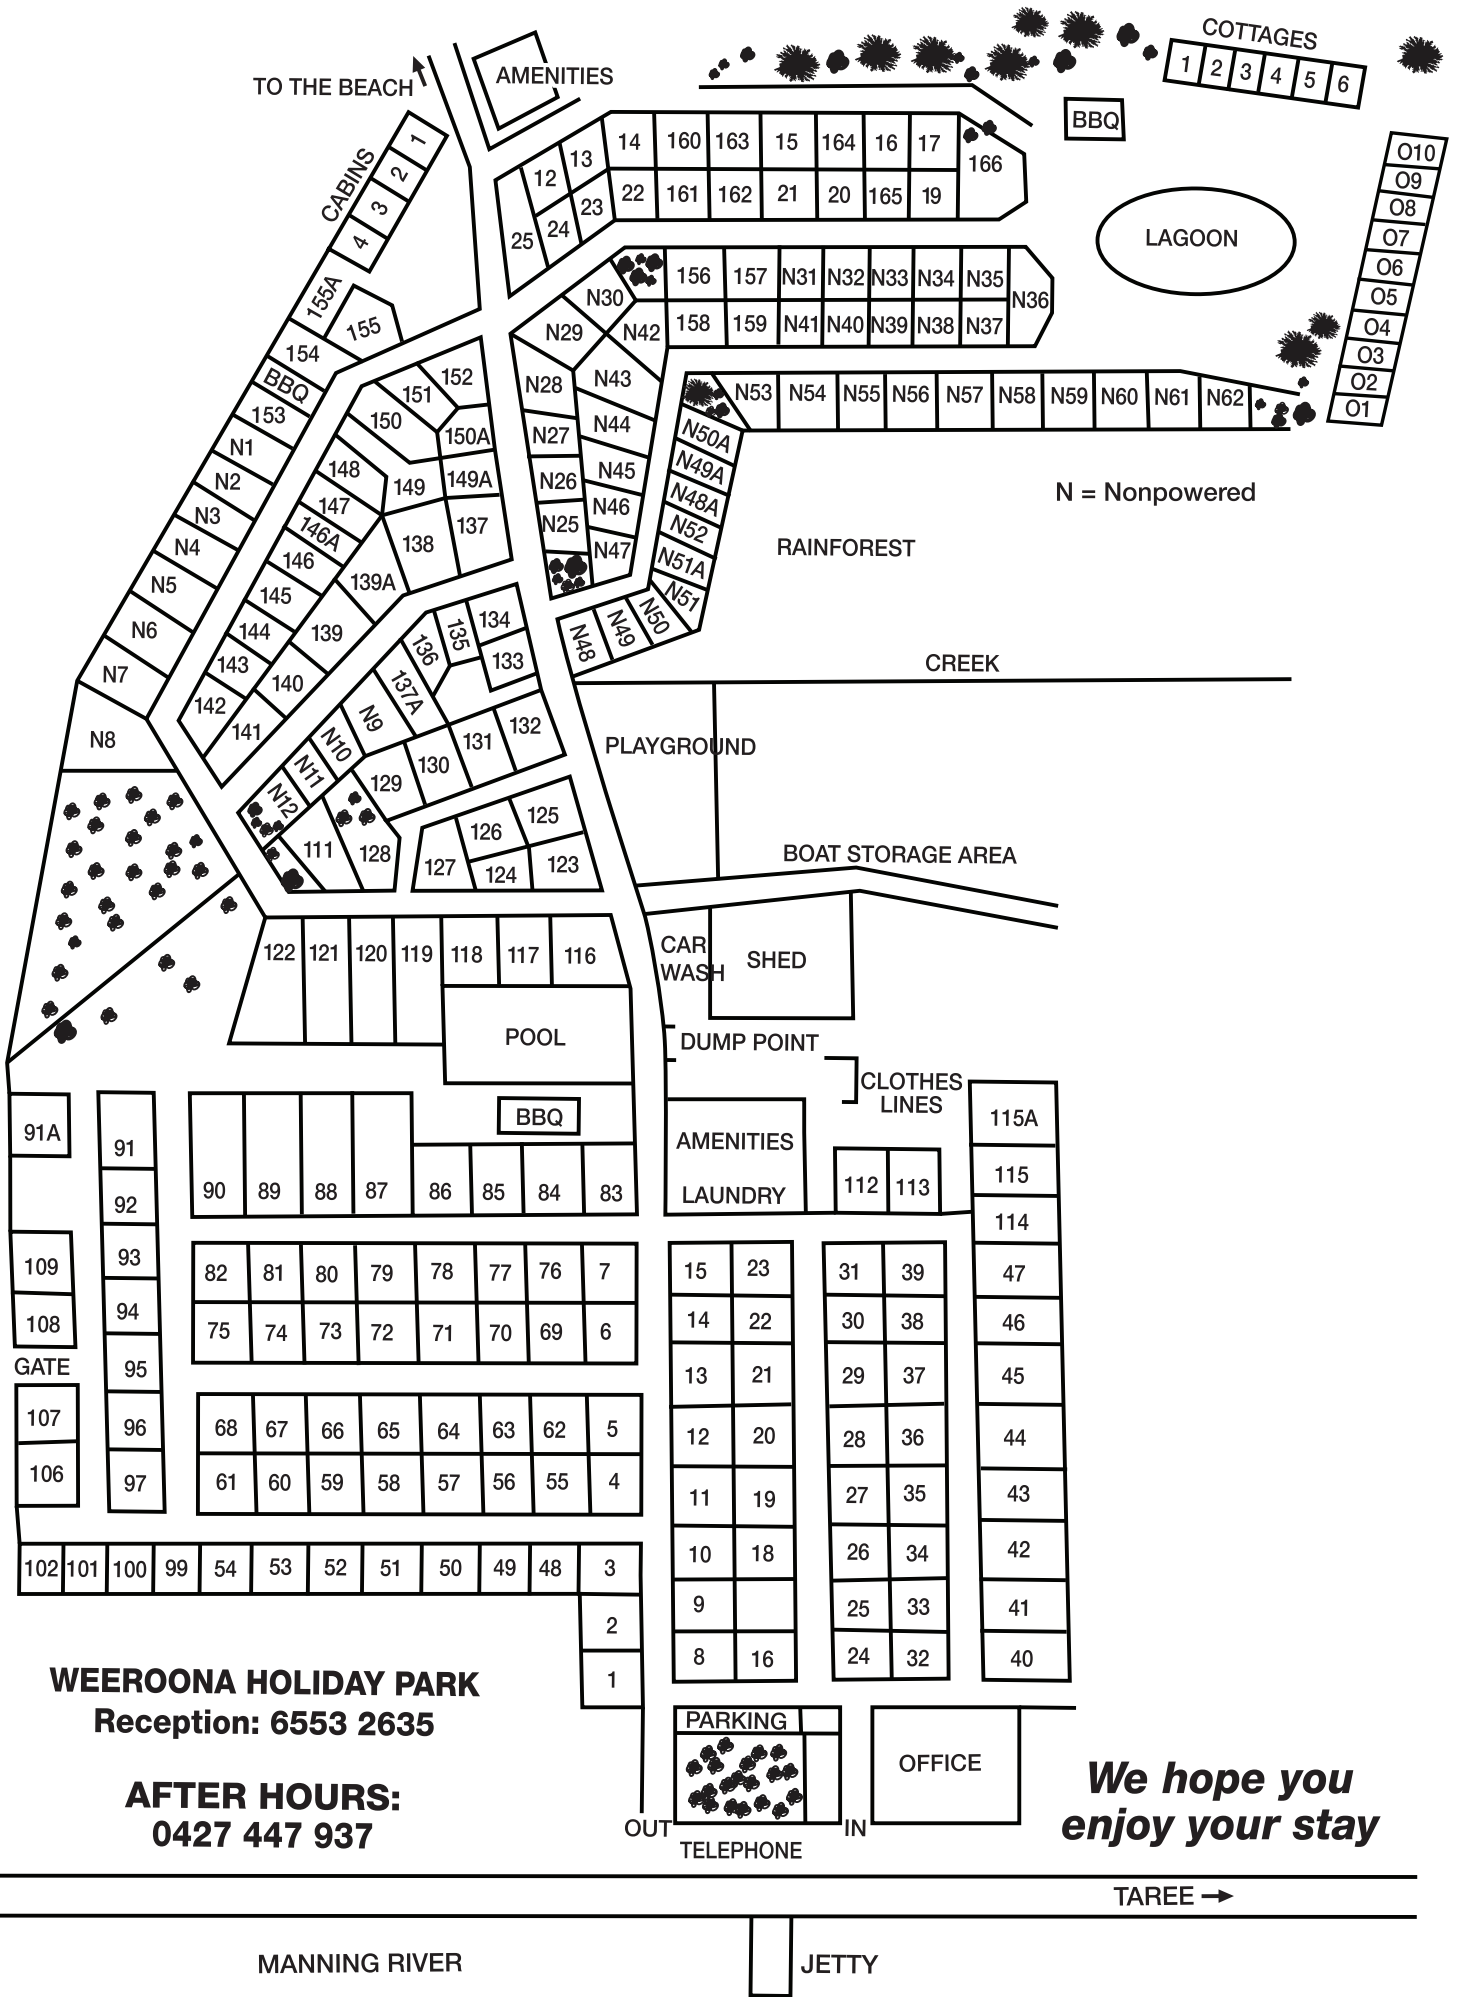 COTTAGES
1 2 3 4 5 6
TO THE BEACH
AMENITIES
BBQ
CABINS
1
2
3
4
14 160 163 15 164 16 17
166
12 13
22 161 162 21 20 165 19
25 24 23
O10
O9
O8
O7
O6
O5
O4
O3
O2
O1
LAGOON
156 157 N31 N32 N33 N34 N35
N36
158 159 N41 N40 N39 N38 N37
N30
N29
N42
N28
N43
N27
N44
N26
N45
N46
N25
N47
155A
155
154
BBQ
153
N1
N2
N3
N4
N5
N6
N7
N8
152
151
150
150A
148
149
149A
147
146A
146
138
137
145
139A
144
139
143
140
142
141
N53 N54 N55 N56 N57 N58 N59 N60 N61 N62
N50A
N49A
N48A
N52
N51A
N51
N50
N49
N48
N = Nonpowered
RAINFOREST
CREEK
134
135
136
133
137A
N9
N10
N11
N12
132
131
130
129
111
128
125
126
127
124
123
PLAYGROUND
BOAT STORAGE AREA
122 121 120 119 118 117 116
CAR
WASH
SHED
POOL
DUMP POINT
CLOTHES
LINES
BBQ
AMENITIES
LAUNDRY
112 113
115A
115
114
91A
109
108
GATE
107
106
91
92
93
94
95
96
97
90 89 88 87 86 85 84 83
82 81 80 79 78 77 76 7
75 74 73 72 71 70 69 6
68 67 66 65 64 63 62 5
61 60 59 58 57 56 55 4
102 101 100 99 54 53 52 51 50 49 48 3
2
1
15 23
14 22
13 21
12 20
11 19
10 18
9
8 16
31 39
30 38
29 37
28 36
27 35
26 34
25 33
24 32
47
46
45
44
43
42
41
40
WEEROONA HOLIDAY PARK
Reception: 6553 2635
AFTER HOURS:
0427 447 937
PARKING
OFFICE
OUT
IN
TELEPHONE
We hope you
enjoy your stay
TAREE
MANNING RIVER
JETTY